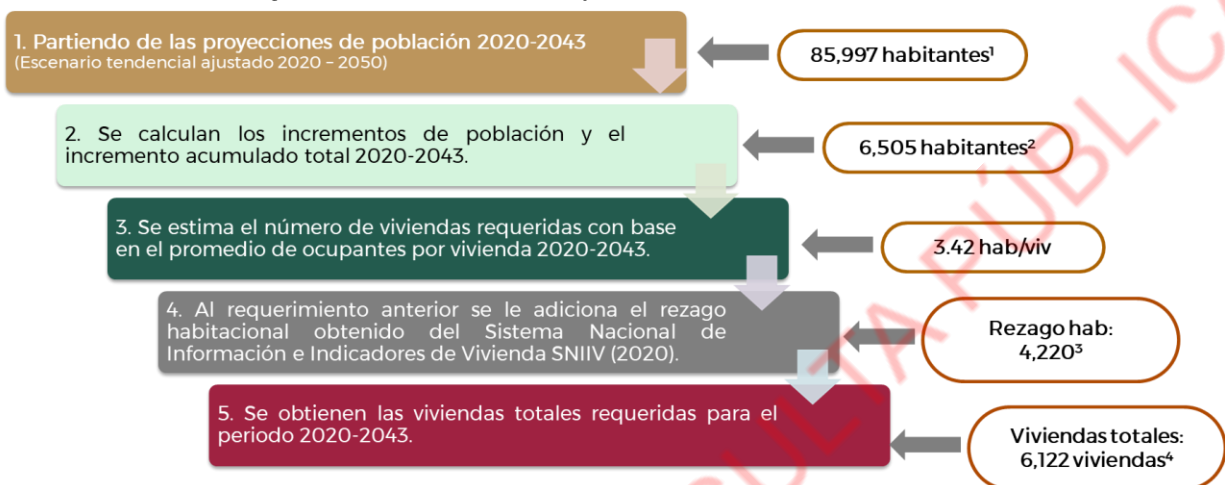 1. Partiendo de las proyecciones de población 2020-2043
(Escenario tendencial ajustado 2020 – 2050)
85,997 habitantes¹
2. Se calculan los incrementos de población y el
incremento acumulado total 2020-2043.
6,505 habitantes²
3. Se estima el número de viviendas requeridas con base
en el promedio de ocupantes por vivienda 2020-2043.
3.42 hab/viv
4. Al requerimiento anterior se le adiciona el rezago
habitacional obtenido del Sistema Nacional de
Información e Indicadores de Vivienda SNIIV (2020).
Rezago hab:
4,220³
5. Se obtienen las viviendas totales requeridas para el
periodo 2020-2043.
Viviendas totales:
6,122 viviendas⁴